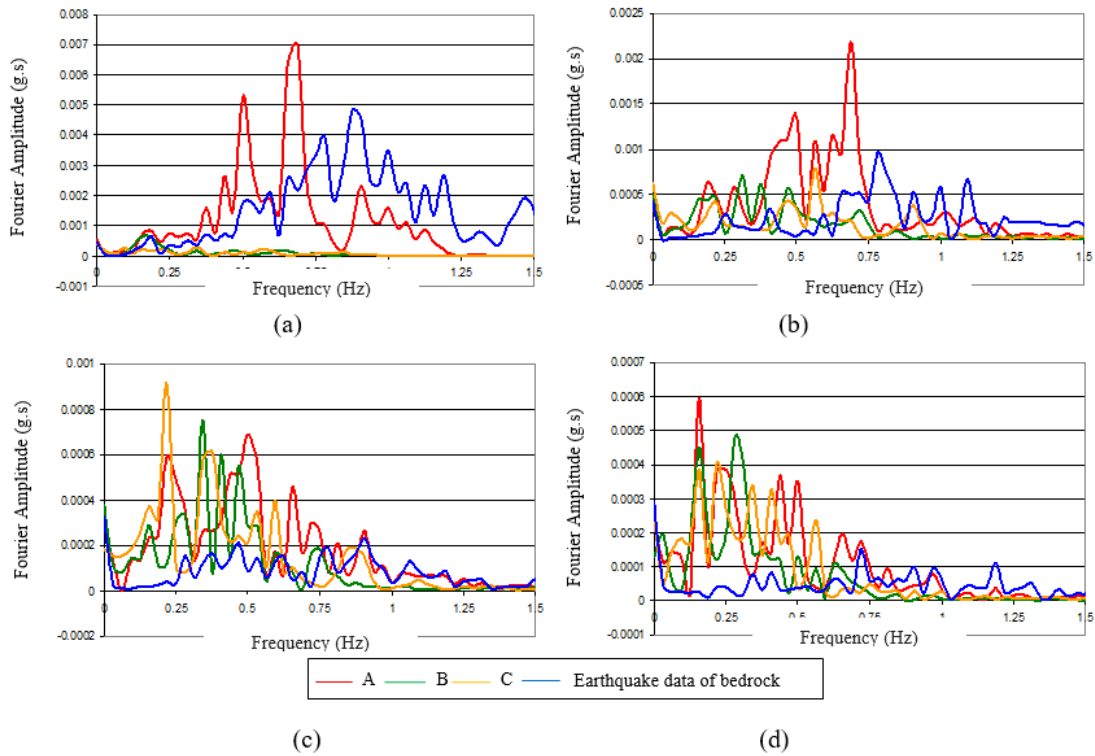 0.008
0.007
0.006
0.005
0.004
0.003
0.002
0.001
0
-0.001
Fourier Amplitude (g.s)
0 0.25 1.25 1.5
Frequency (Hz)
(a)
0.0025
0.002
0.0015
0.001
0.0005
0
-0.0005
Fourier Amplitude (g.s)
0 0.25 0.5 0.75 1 1.25 1.5
Frequency (Hz)
(b)
0.001
0.0008
0.0006
0.0004
0.0002
0
-0.0002
Fourier Amplitude (g.s)
0 0.25 0.5 0.75 1 1.25 1.5
Frequency (Hz)
0.0007
0.0006
0.0005
0.0004
0.0003
0.0002
0.0001
0
-0.0001
Fourier Amplitude (g.s)
0 0.25 0.5 0.75 1 1.25 1.5
Frequency (Hz)
A B C Earthquake data of bedrock
(c)
(d)